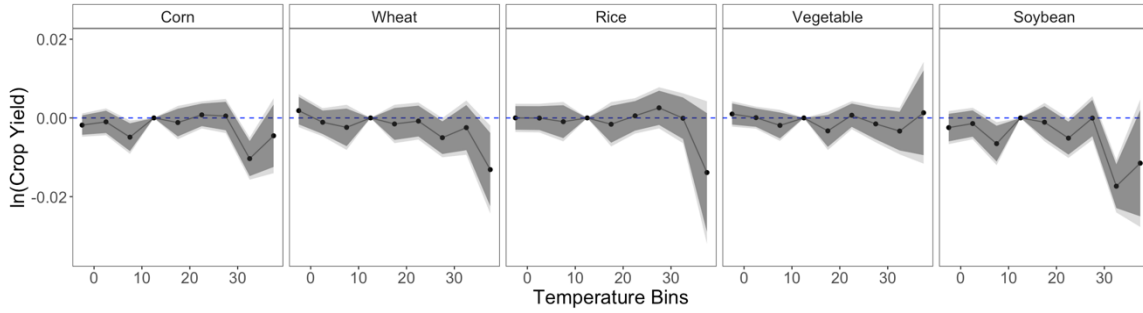 Corn Wheat Rice Vegetable Soybean
0.02
0.00
-0.02
ln(Crop Yield)
0 10 20 30 0 10 20 30 0 10 20 30 0 10 20 30 0 10 20 30
Temperature Bins